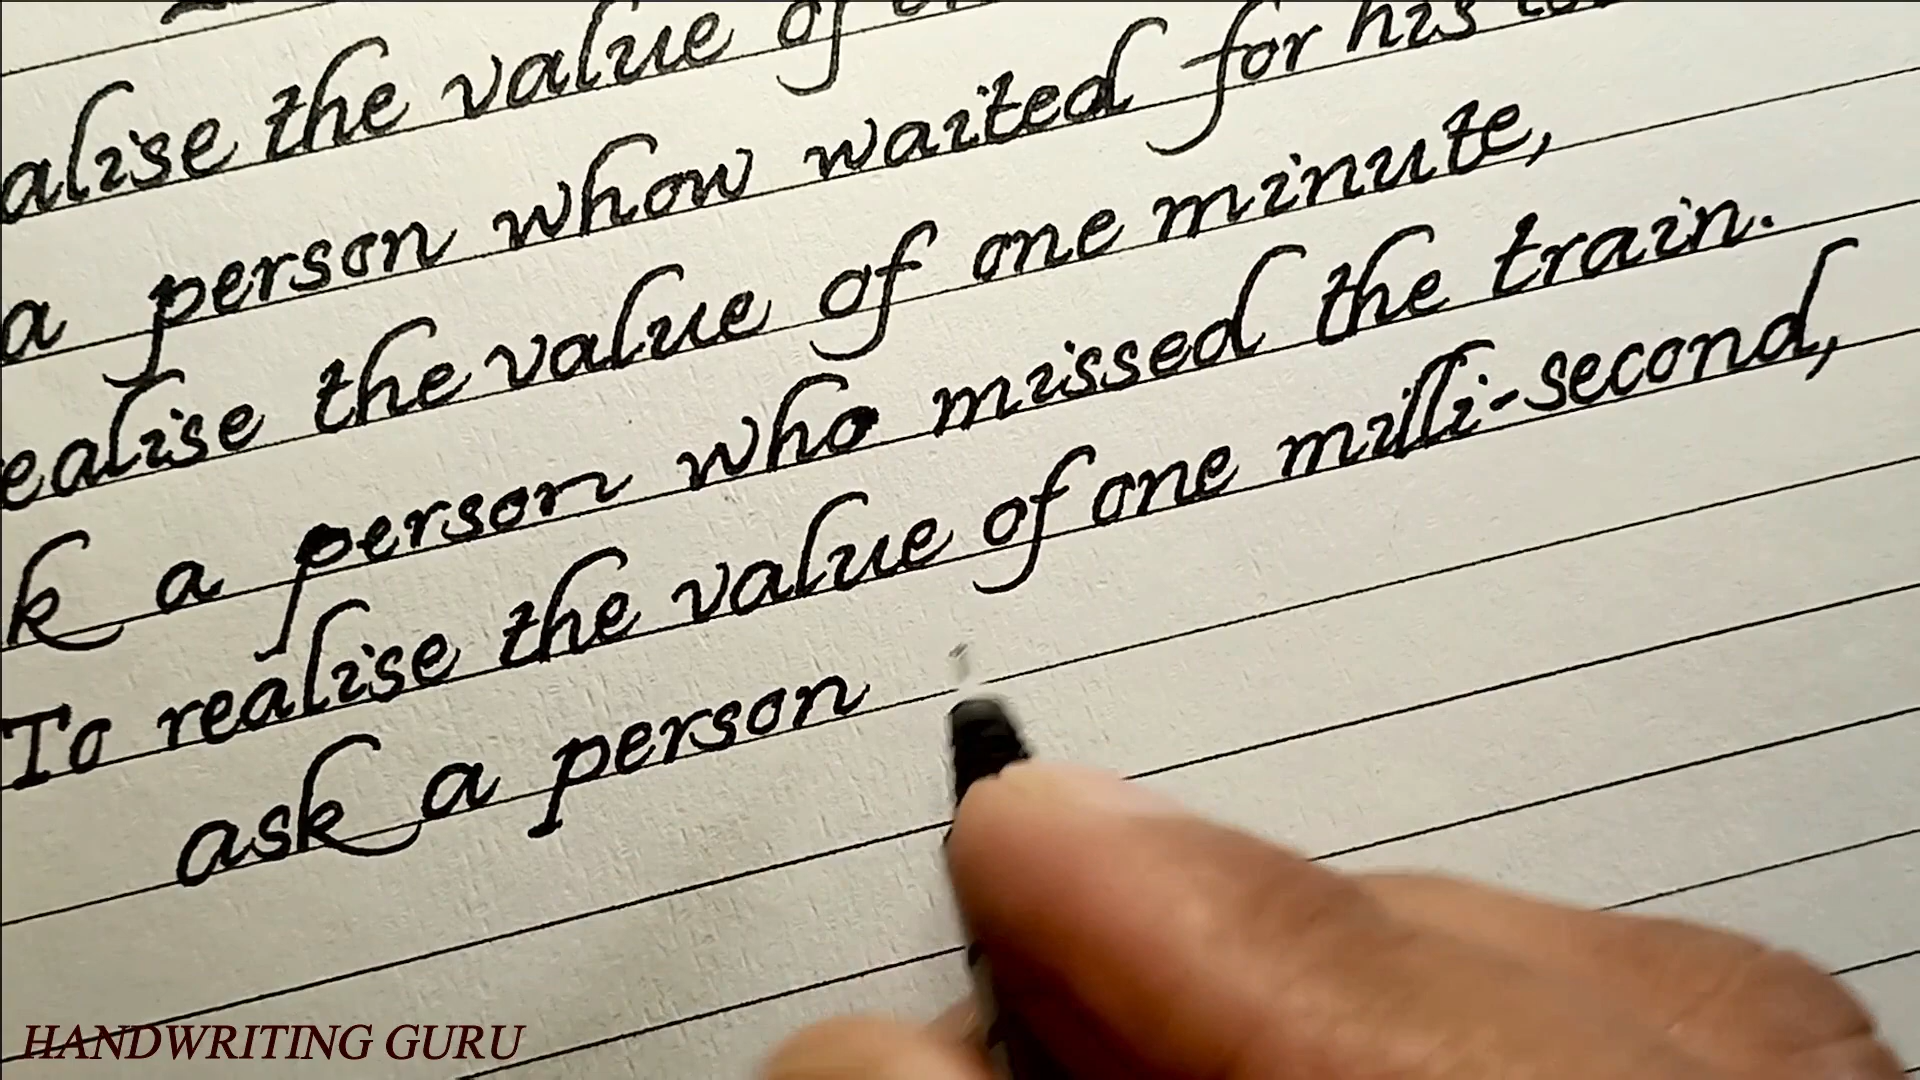 alise the value of
a person whow waited for his
ealise the value of one minute,
k a person who missed the train.
To realise the value of one milli-second,
ask a person
HANDWRITING GURU